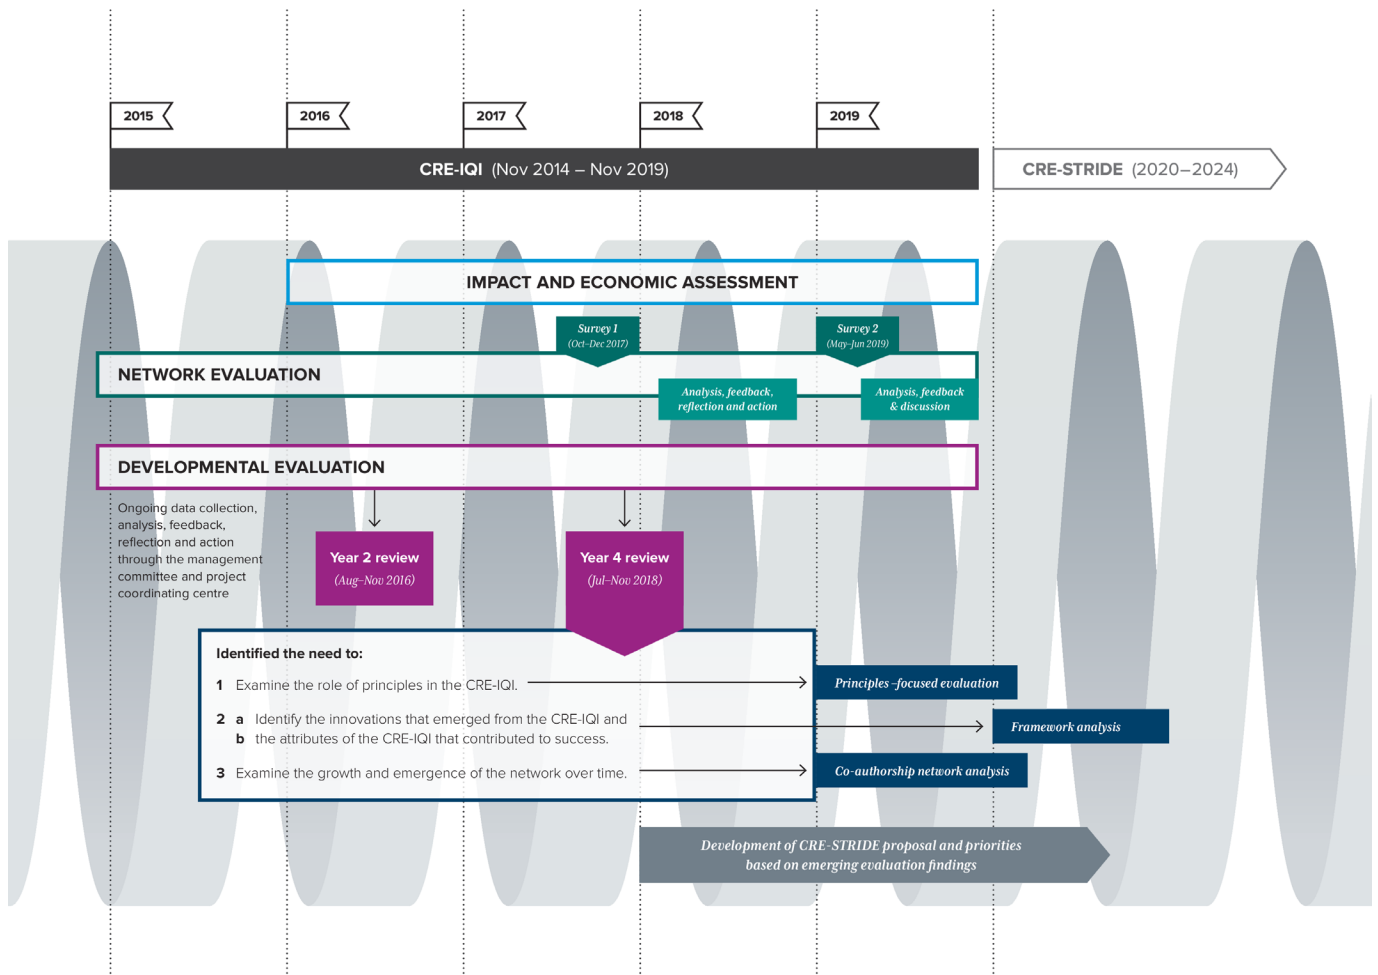 2015
2016
2017
2018
2019
CRE-IQI (Nov 2014 – Nov 2019)
CRE-STRIDE (2020–2024)
IMPACT AND ECONOMIC ASSESSMENT
Survey 1
(Oct–Dec 2017)
Survey 2
(May–Jun 2019)
NETWORK EVALUATION
Analysis, feedback,
reflection and action
Analysis, feedback
& discussion
DEVELOPMENTAL EVALUATION
Ongoing data collection,
analysis, feedback,
reflection and action
through the management
committee and project
coordinating centre
Year 2 review
(Aug–Nov 2016)
Year 4 review
(Jul–Nov 2018)
Identified the need to:
1 Examine the role of principles in the CRE-IQI.
2 a Identify the innovations that emerged from the CRE-IQI and
b the attributes of the CRE-IQI that contributed to success.
3 Examine the growth and emergence of the network over time.
Principles –focused evaluation
Framework analysis
Co-authorship network analysis
Development of CRE-STRIDE proposal and priorities
based on emerging evaluation findings